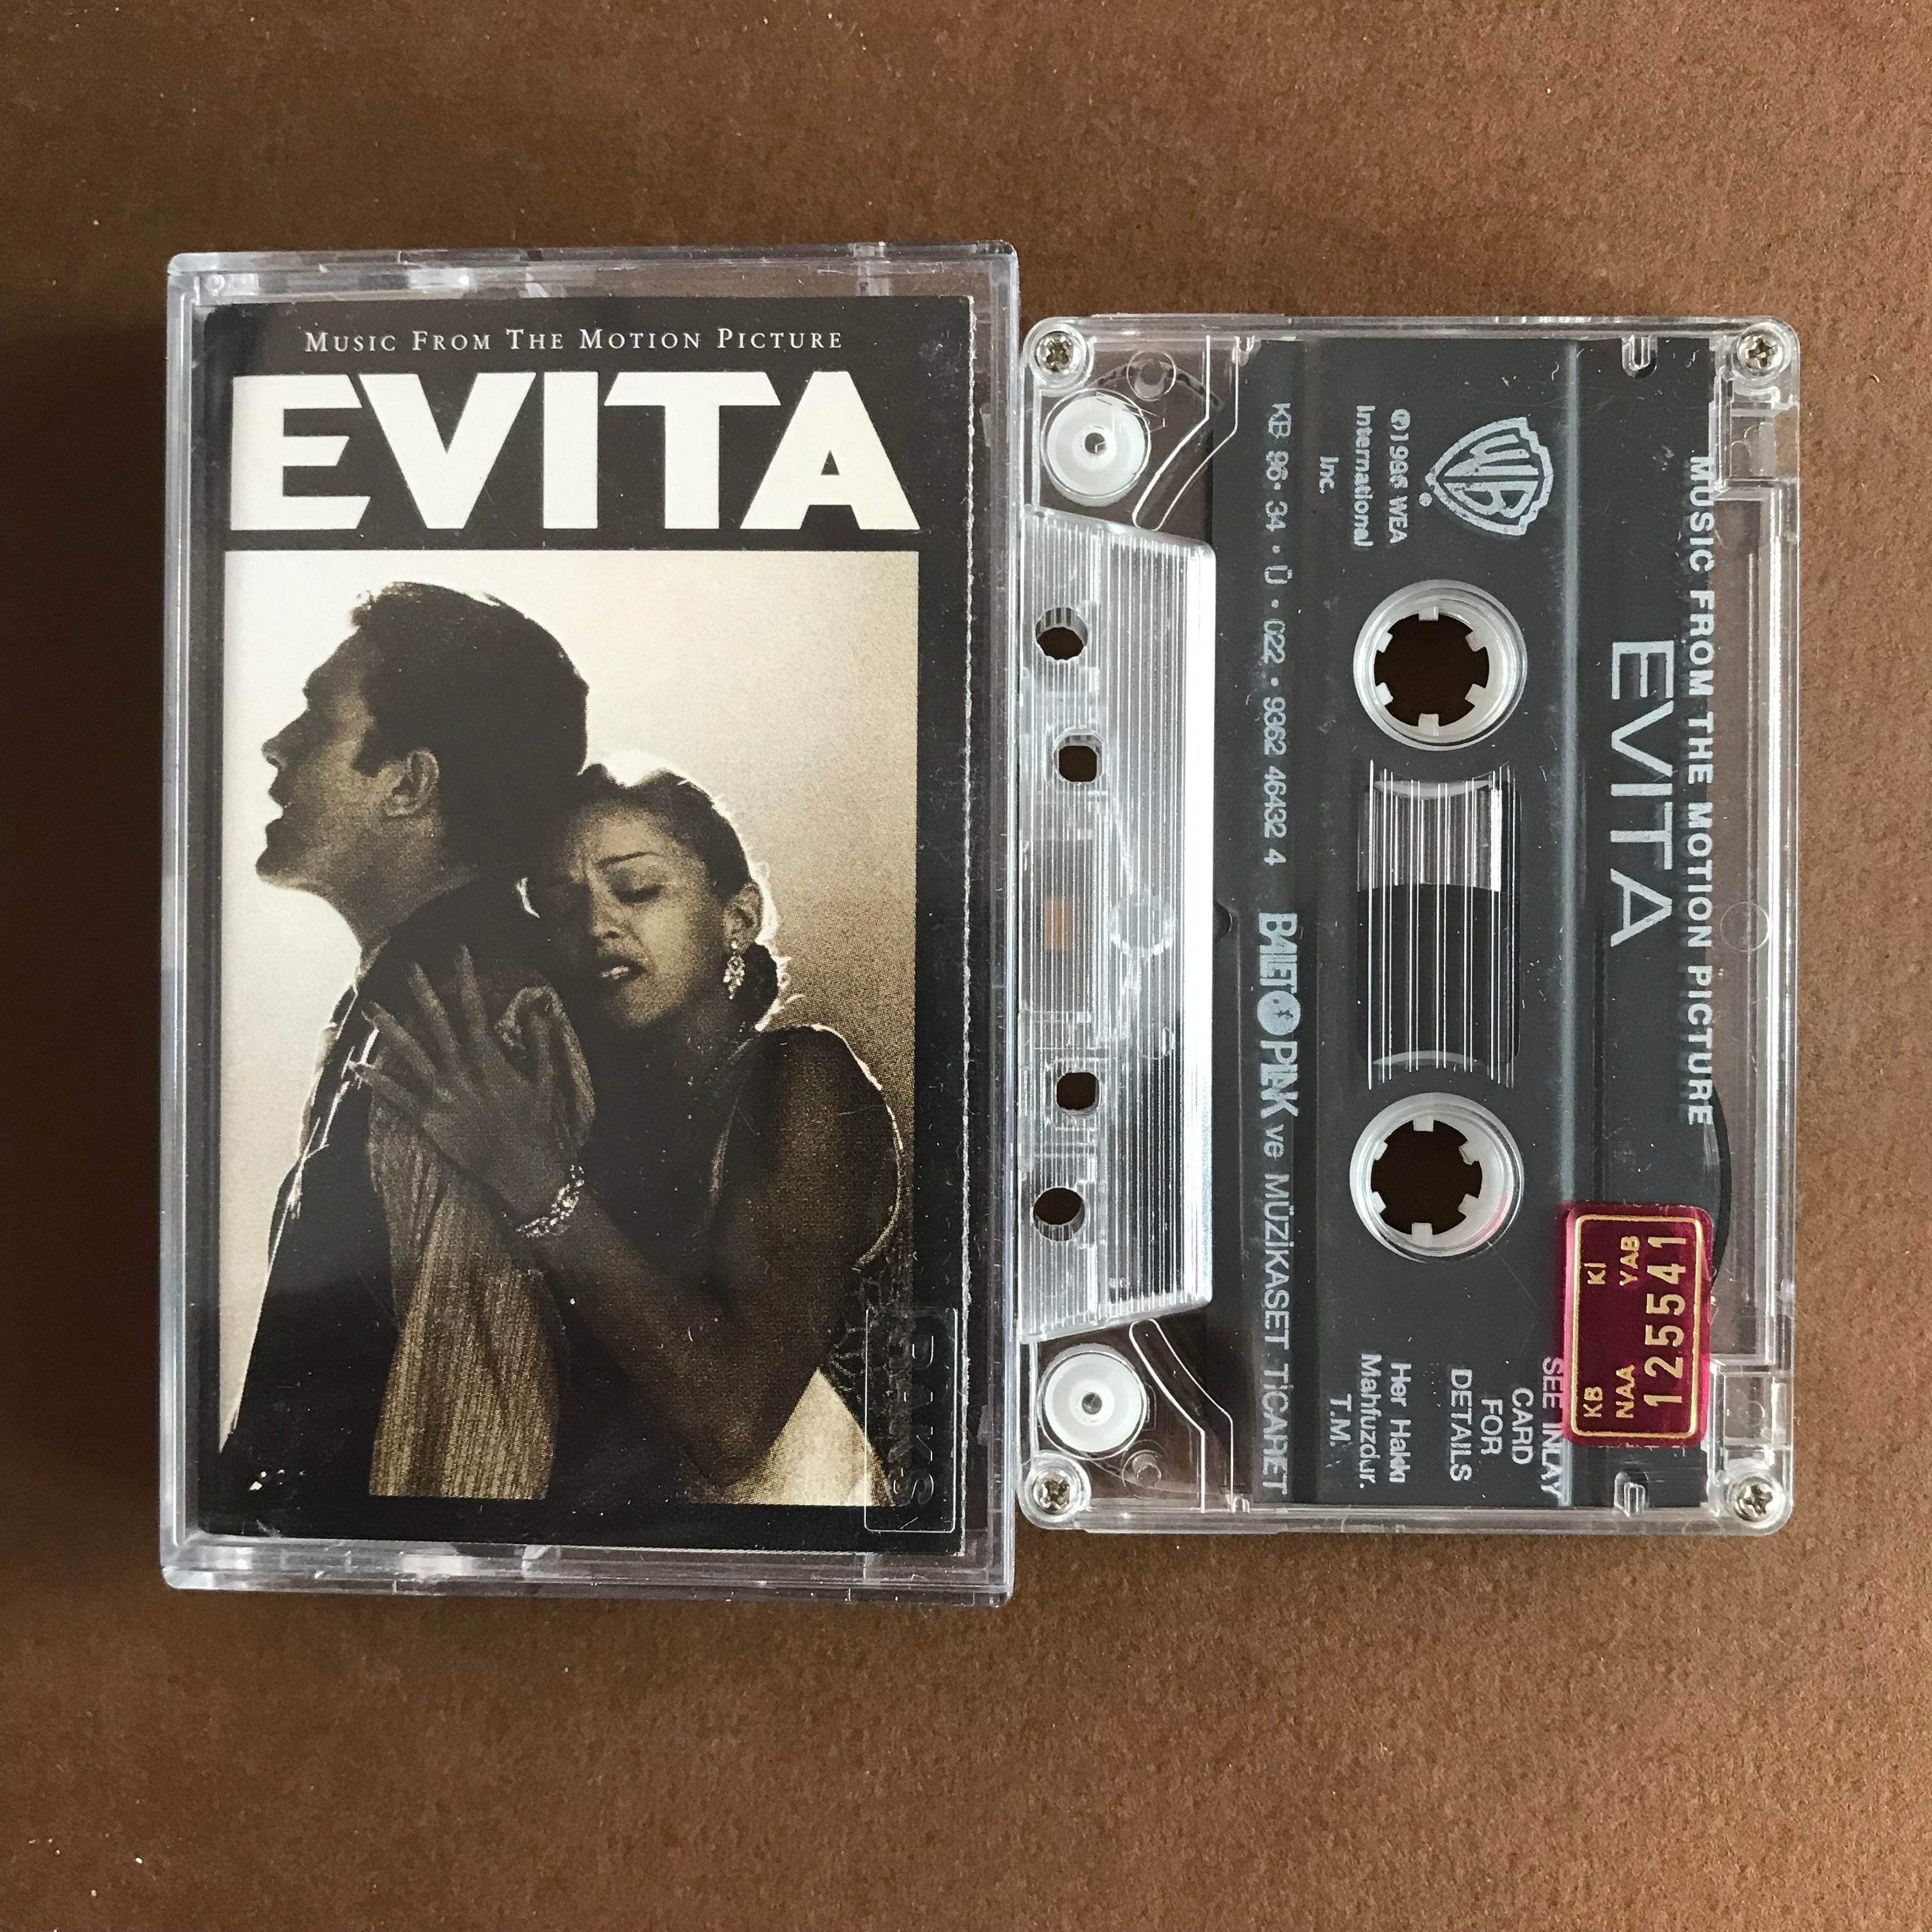 MUSIC FROM THE MOTION PICTURE
EVITA
RAKS
MUSIC FROM THE MOTION PICTURE
EVITA
WB
℗1996 WEA
International
Inc.
KB 96 • 34 • Ü • 022 • 9362 46432 4 BALET PLAK ve MÜZİKASET TİCARET
SEE INLAY
CARD
FOR
DETAILS
Her Hakkı
Mahfuzdur.
T.M.
KB Kİ
NAA YAB
125541